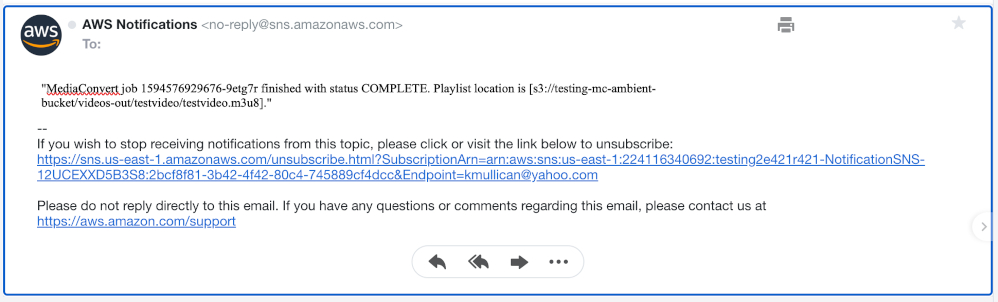 aws
AWS Notifications <no-reply@sns.amazonaws.com>
To:
"MediaConvert job 1594576929676-9etg7r finished with status COMPLETE. Playlist location is [s3://testing-mc-ambient-
bucket/videos-out/testvideo/testvideo.m3u8]."
--
If you wish to stop receiving notifications from this topic, please click or visit the link below to unsubscribe:
https://sns.us-east-1.amazonaws.com/unsubscribe.html?SubscriptionArn=arn:aws:sns:us-east-1:224116340692:testing2e421r421-NotificationSNS-
12UCEXXD5B3S8:2bcf8f81-3b42-4f42-80c4-745889cf4dcc&Endpoint=kmullican@yahoo.com
Please do not reply directly to this email. If you have any questions or comments regarding this email, please contact us at
https://aws.amazon.com/support